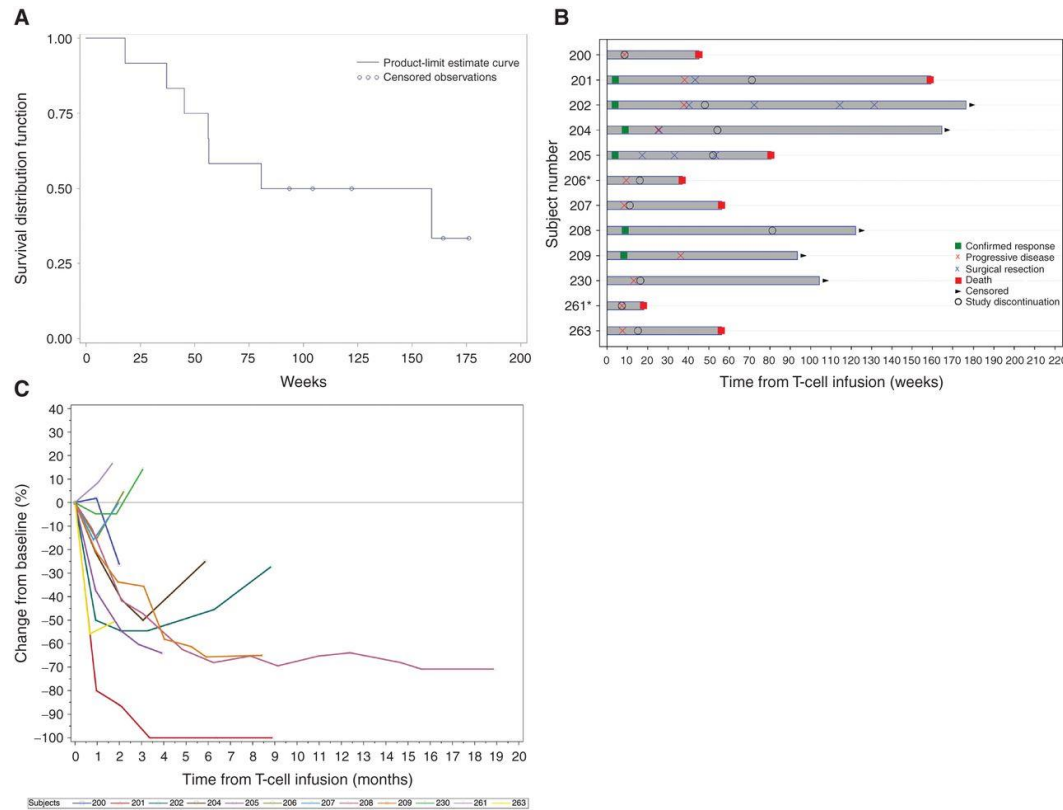 A
Survival distribution function
1.00
0.75
0.50
0.25
0.00
Product-limit estimate curve
Censored observations
0 25 50 75 100 125 150 175 200
Weeks
B
Subject number
200
201
202
204
205
206*
207
208
209
230
261*
263
Confirmed response
Progressive disease
Surgical resection
Death
Censored
Study discontinuation
0 10 20 30 40 50 60 70 80 90 100 110 120 130 140 150 160 170 180 190 200 210 220
Time from T-cell infusion (weeks)
C
Change from baseline (%)
40
30
20
10
0
−10
−20
−30
−40
−50
−60
−70
−80
−90
−100
0 1 2 3 4 5 6 7 8 9 10 11 12 13 14 15 16 17 18 19 20
Time from T-cell infusion (months)
Subjects 200 201 202 204 205 206 207 208 209 230 261 263